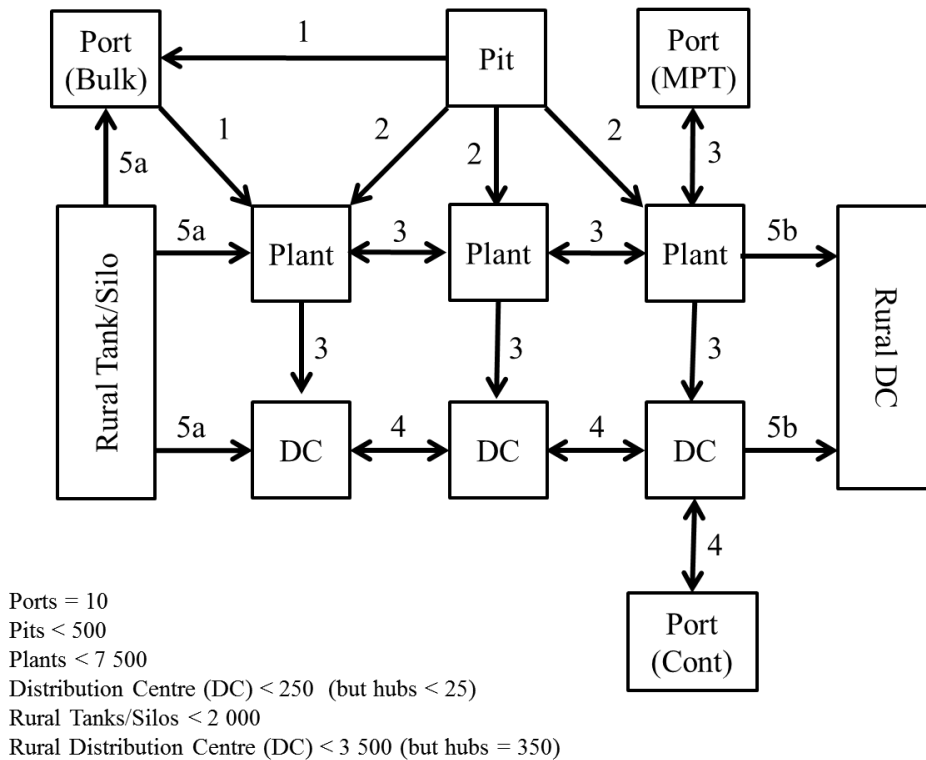 Port
(Bulk)
1
Pit
Port
(MPT)
1
2
2
2
3
5a
5a
Plant
3
Plant
3
Plant
5b
Rural Tank/Silo
Rural DC
3
3
3
5a
DC
4
DC
4
DC
5b
4
Port
(Cont)
Ports = 10
Pits < 500
Plants < 7 500
Distribution Centre (DC) < 250 (but hubs < 25)
Rural Tanks/Silos < 2 000
Rural Distribution Centre (DC) < 3 500 (but hubs = 350)